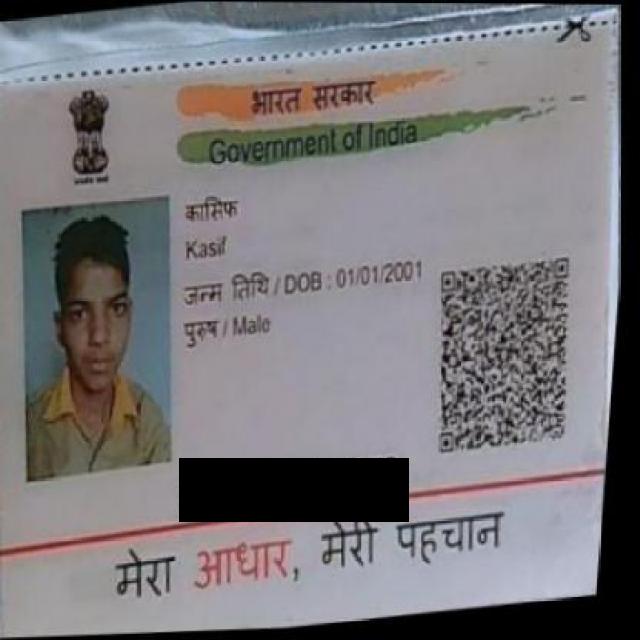 भारत सरकार
Government of India
कासिफ
Kasif
जन्म तिथि / DOB : 01/01/2001
पुरुष / Male
मेरा आधार, मेरी पहचान